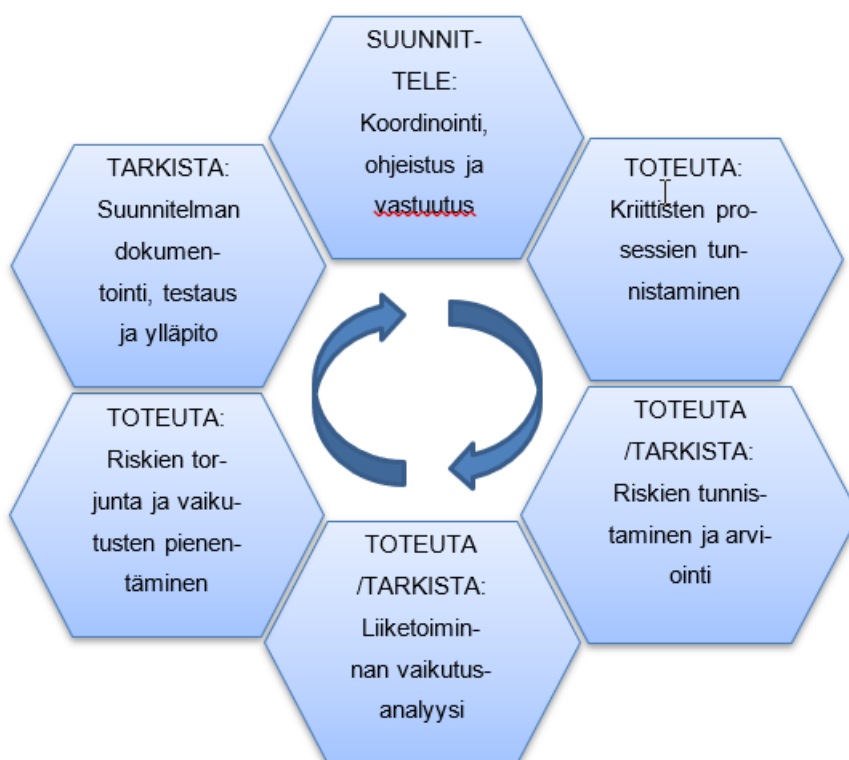 SUUNNIT-
TELE:
Koordinointi,
ohjeistus ja
vastuutus
TOTEUTA:
Kriittisten pro-
sessien tun-
nistaminen
TOTEUTA
/TARKISTA:
Riskien tunnis-
taminen ja arvi-
ointi
TOTEUTA
/TARKISTA:
Liiketoimin-
nan vaikutus-
analyysi
TOTEUTA:
Riskien tor-
junta ja vaiku-
tusten pienen-
täminen
TARKISTA:
Suunnitelman
dokumen-
tointi, testaus
ja ylläpito